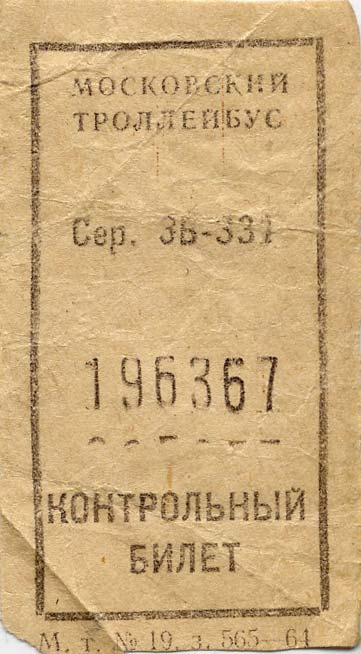 МОСКОВСКИЙ
ТРОЛЛЕЙБУС
Сер. ЗБ-331
196367
КОНТРОЛЬНЫЙ
БИЛЕТ
М. т. № 19. з. 565—64